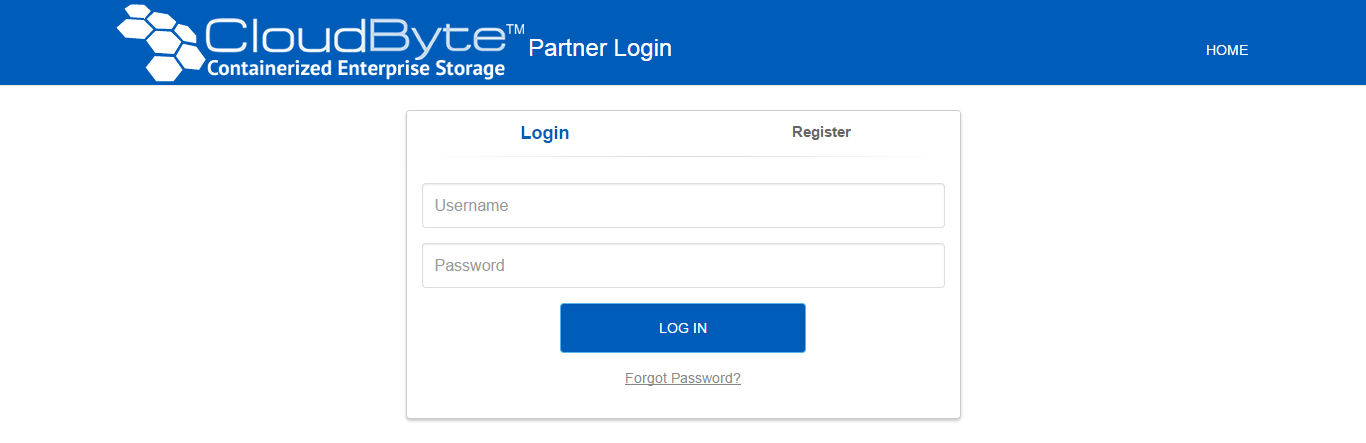 CloudByte™ Partner Login
Containerized Enterprise Storage
HOME
Login Register
Username
Password
LOG IN
Forgot Password?